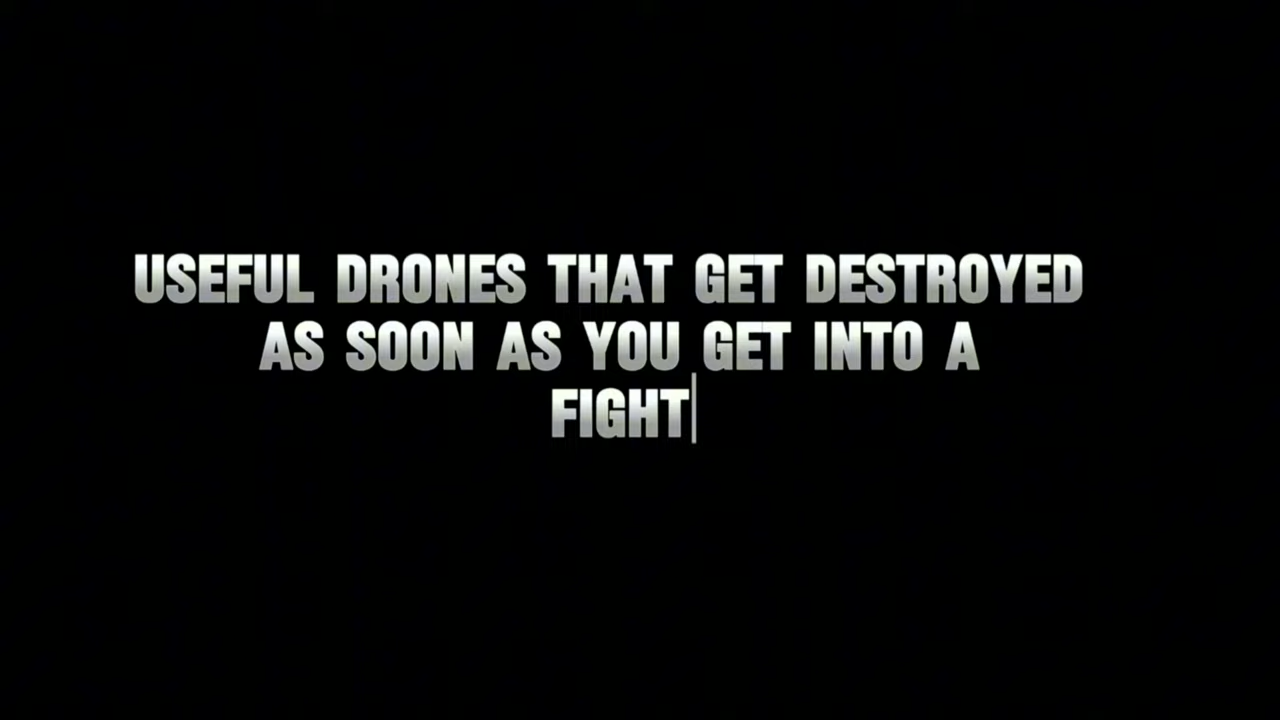 USEFUL DRONES THAT GET DESTROYED
AS SOON AS YOU GET INTO A
FIGHT